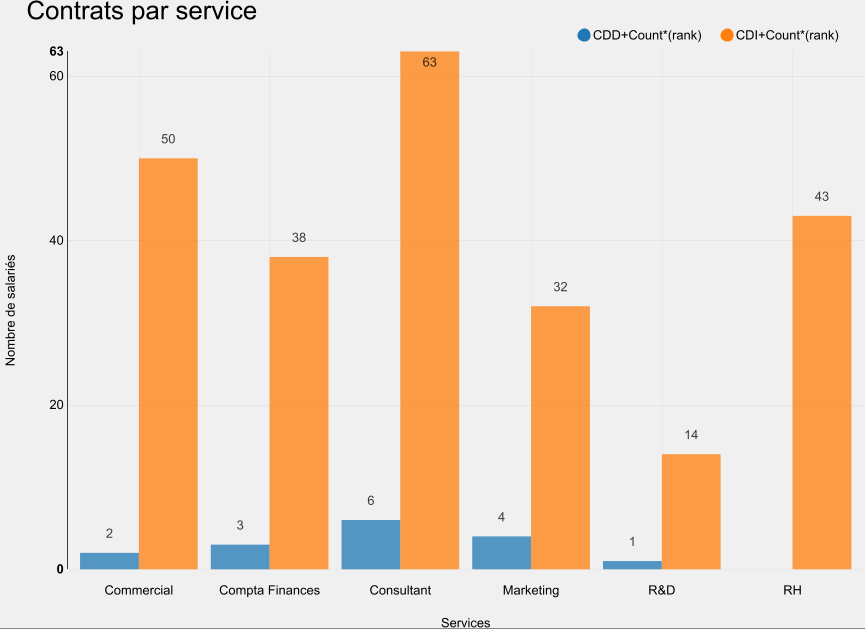 Contrats par service
CDD+Count*(rank) CDI+Count*(rank)
63
60
40
20
0
Nombre de salariés
2 50
3 38
6 63
4 32
1 14
43
Commercial Compta Finances Consultant Marketing R&D RH
Services